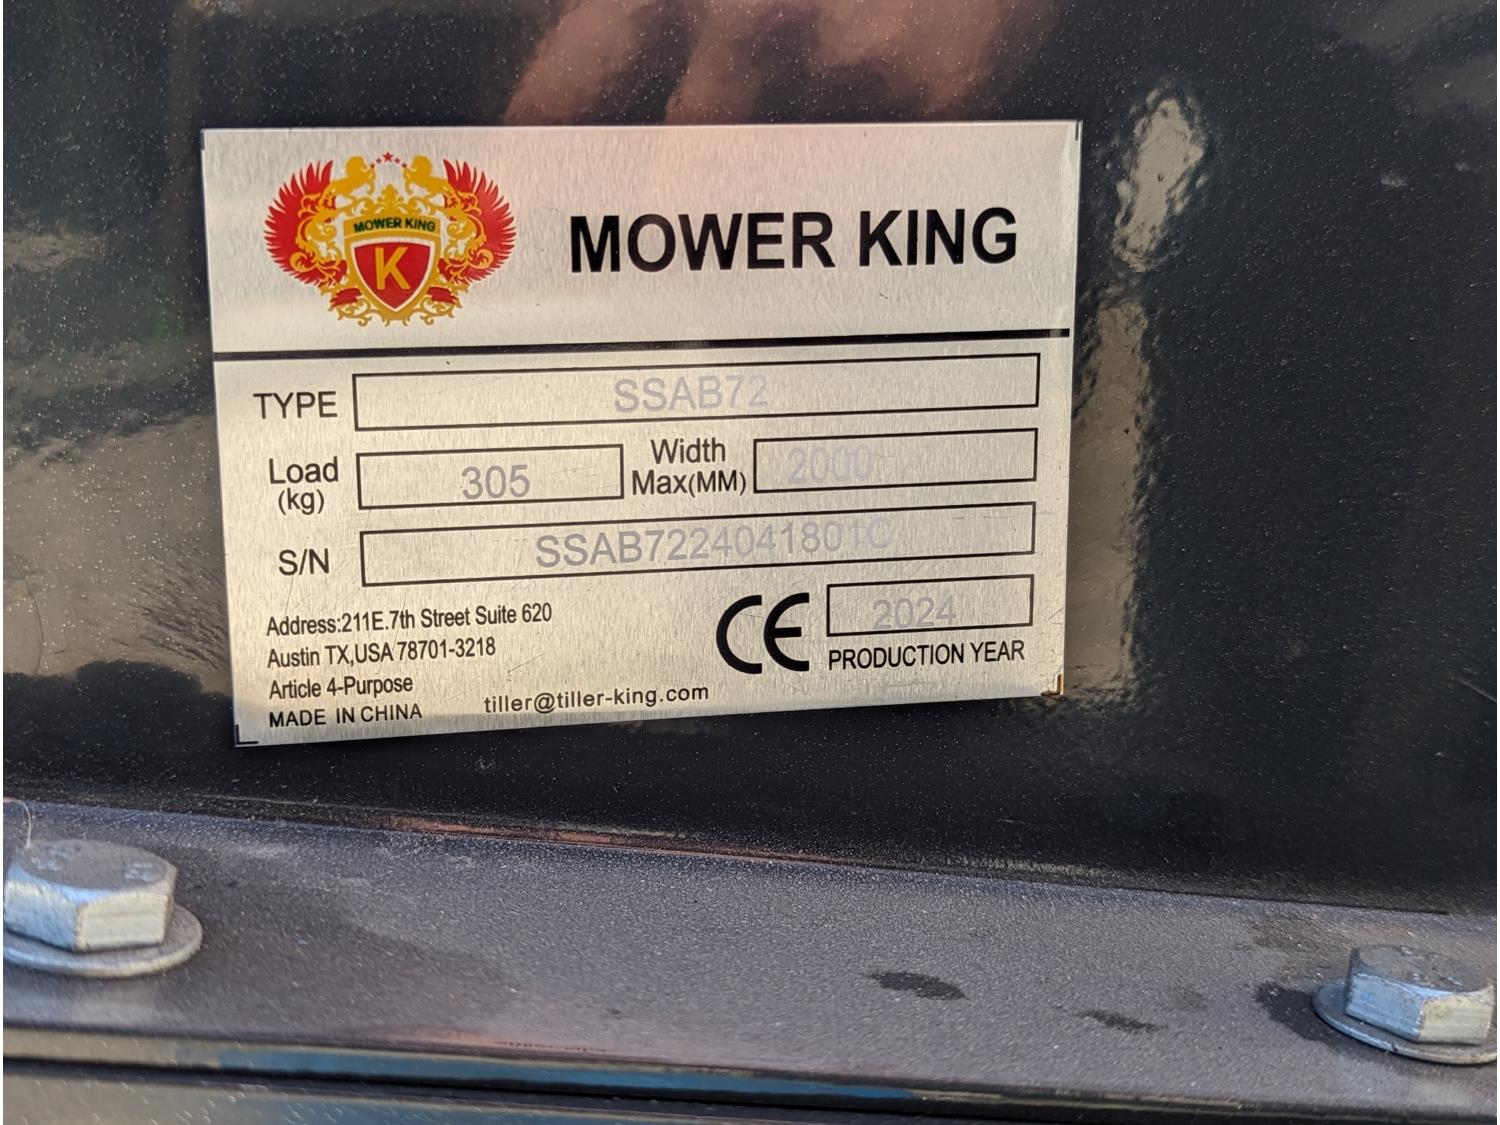 MOWER KING
K
MOWER KING
TYPE SSAB72
Load (kg) 305 Width Max(MM) 2000
S/N SSAB7224041801C
Address:211E.7th Street Suite 620
Austin TX,USA 78701-3218
Article 4-Purpose
MADE IN CHINA
tiller@tiller-king.com
CE 2024
PRODUCTION YEAR